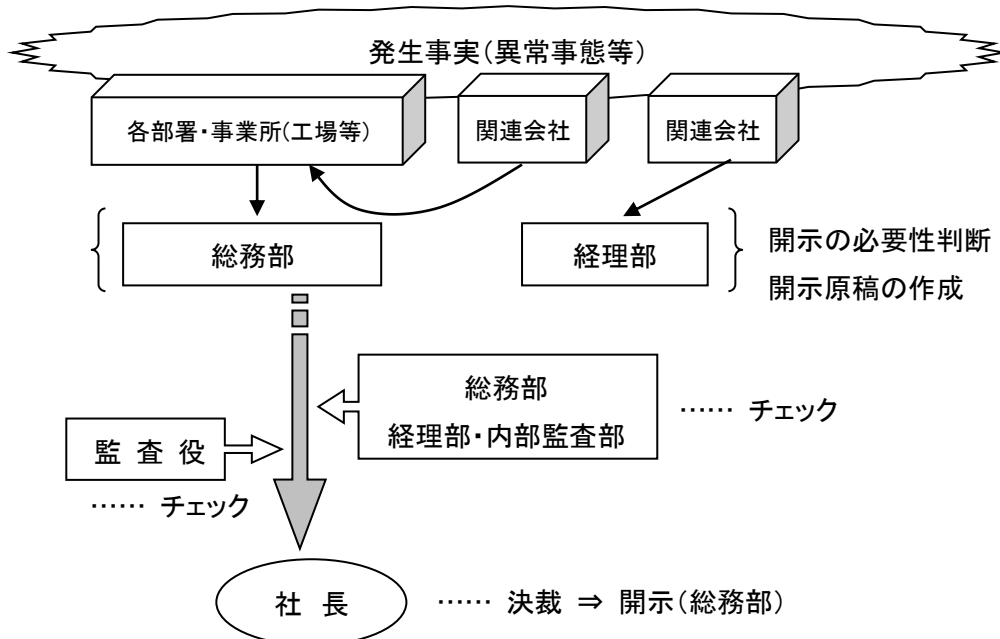 発生事実(異常事態等)
各部署・事業所(工場等)
関連会社
関連会社
総務部
経理部
開示の必要性判断
開示原稿の作成
総務部
経理部・内部監査部
…… チェック
監 査 役
…… チェック
社 長
…… 決裁 ⇒ 開示(総務部)